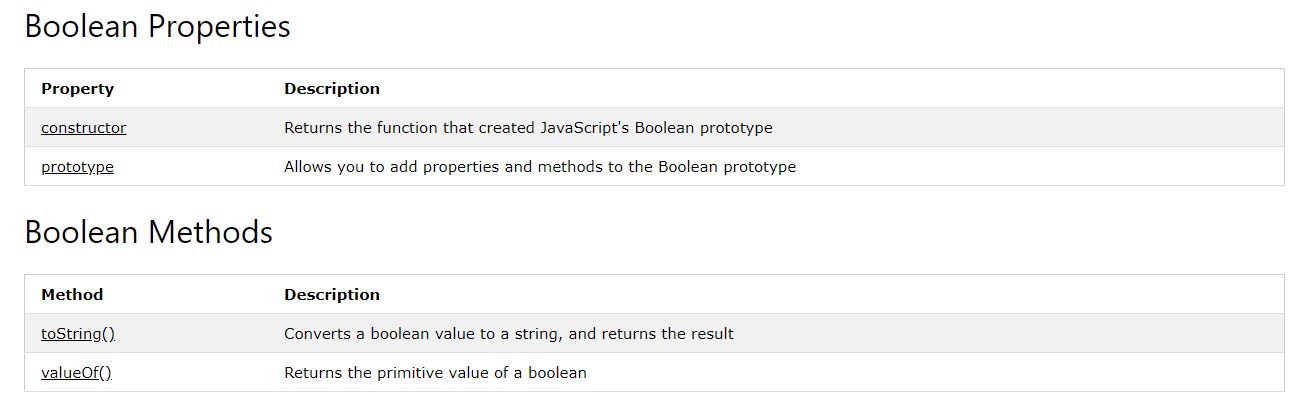 Boolean Properties
Property Description
constructor Returns the function that created JavaScript's Boolean prototype
prototype Allows you to add properties and methods to the Boolean prototype
Boolean Methods
Method Description
toString() Converts a boolean value to a string, and returns the result
valueOf() Returns the primitive value of a boolean